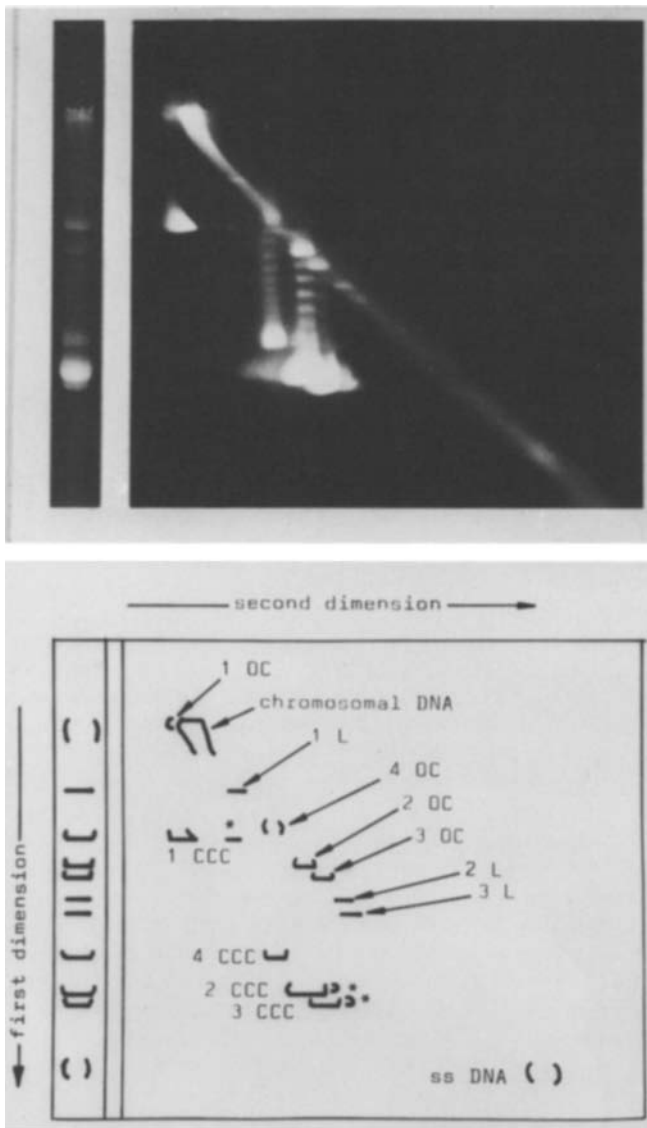 second dimension
1 OC
chromosomal DNA
1 L
4 OC
2 OC
3 OC
1 CCC
2 L
3 L
4 CCC
2 CCC
3 CCC
ss DNA ( )
first dimension